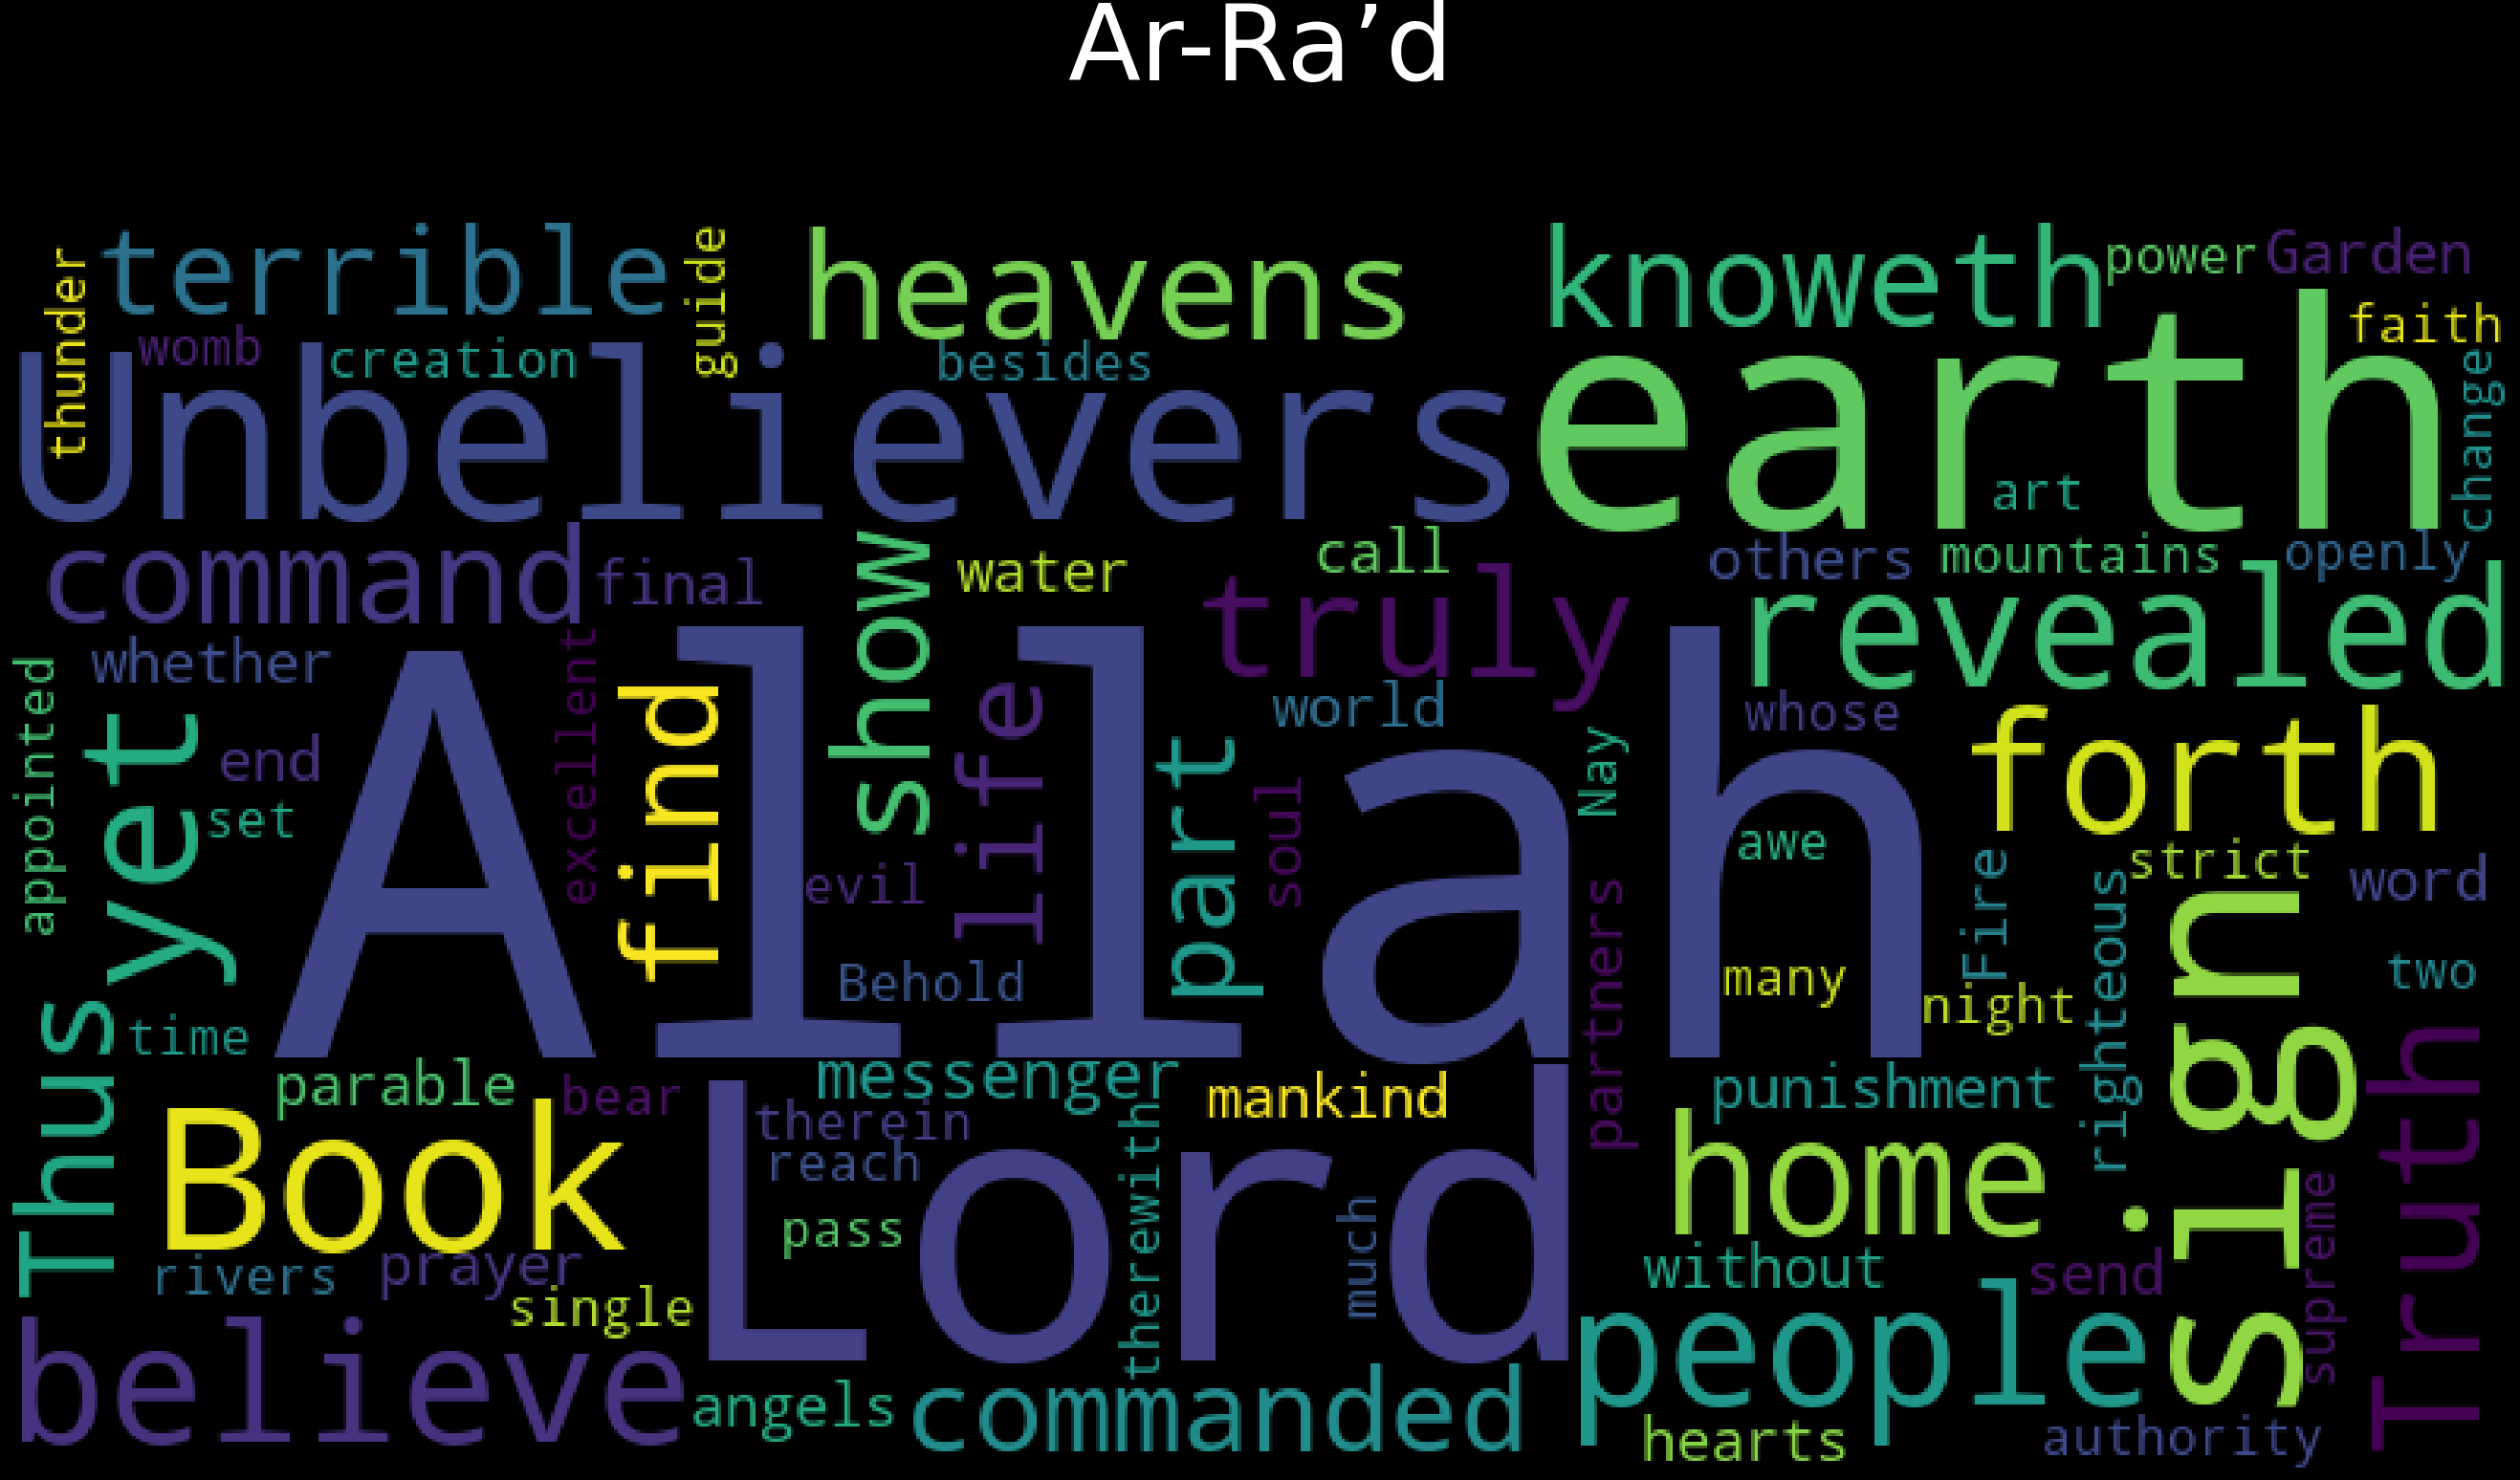 Ar-Ra’d
terrible
guide
heavens
knoweth
power
Garden
thunder
womb
creation
besides
faith
Unbelievers
earth
change
art
command
final
show
water
call
truly
others
mountains
openly
revealed
whether
excellent
find
life
world
whose
appointed
yet
end
set
Allah
part
soul
Nay
forth
awe
strict
word
evil
Fire
righteous
sign
two
Behold
many
night
partners
Thus
time
parable
bear
messenger
mankind
punishment
Truth
Book
therein
reach
therewith
home
Lord
pass
much
supreme
rivers
prayer
single
without
send
believe
angels
commanded
people
hearts
authority